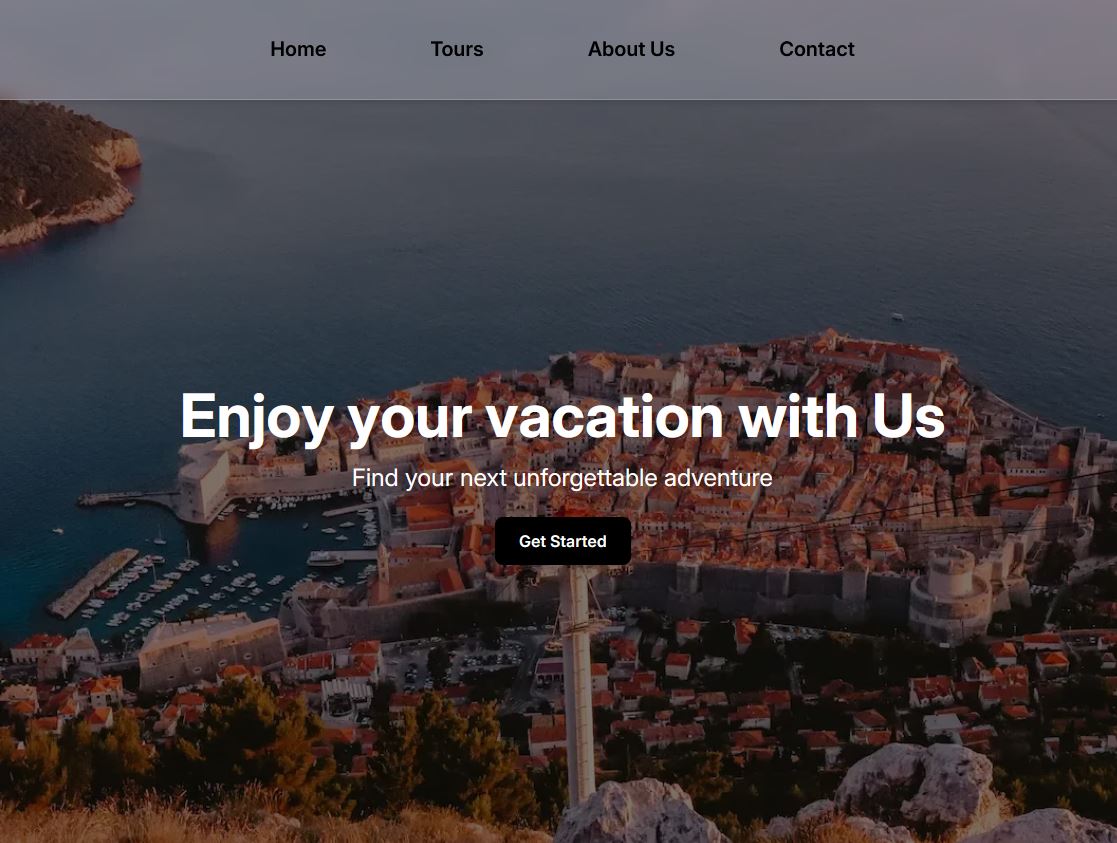 Home Tours About Us Contact
Enjoy your vacation with Us
Find your next unforgettable adventure
Get Started